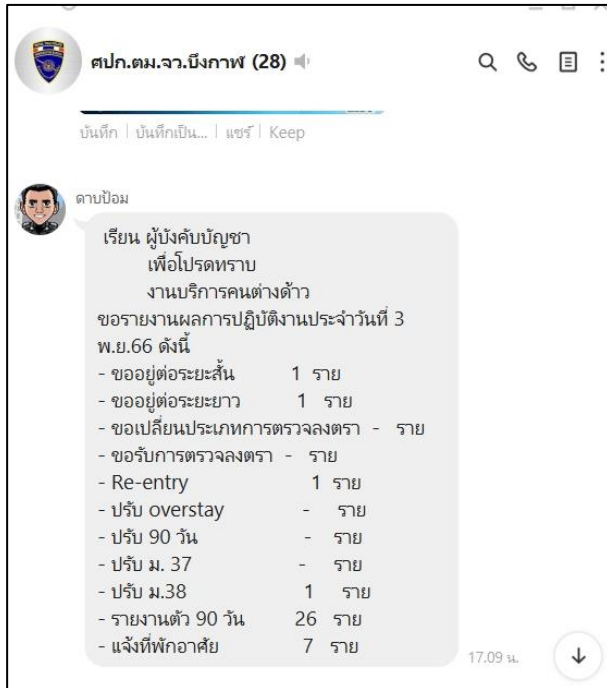 ศปก.ตม.จว.บึงกาฬ (28)
บันทึก | บันทึกเป็น... | แชร์ | Keep
ดาบป้อม
เรียน ผู้บังคับบัญชา
เพื่อโปรดทราบ
งานบริการคนต่างด้าว
ขอรายงานผลการปฏิบัติงานประจำวันที่ 3
พ.ย.66 ดังนี้
- ขออยู่ต่อระยะสั้น 1 ราย
- ขออยู่ต่อระยะยาว 1 ราย
- ขอเปลี่ยนประเภทการตรวจลงตรา - ราย
- ขอรับการตรวจลงตรา - ราย
- Re-entry 1 ราย
- ปรับ overstay - ราย
- ปรับ 90 วัน - ราย
- ปรับ ม. 37 - ราย
- ปรับ ม.38 1 ราย
- รายงานตัว 90 วัน 26 ราย
- แจ้งที่พักอาศัย 7 ราย
17.09 น.